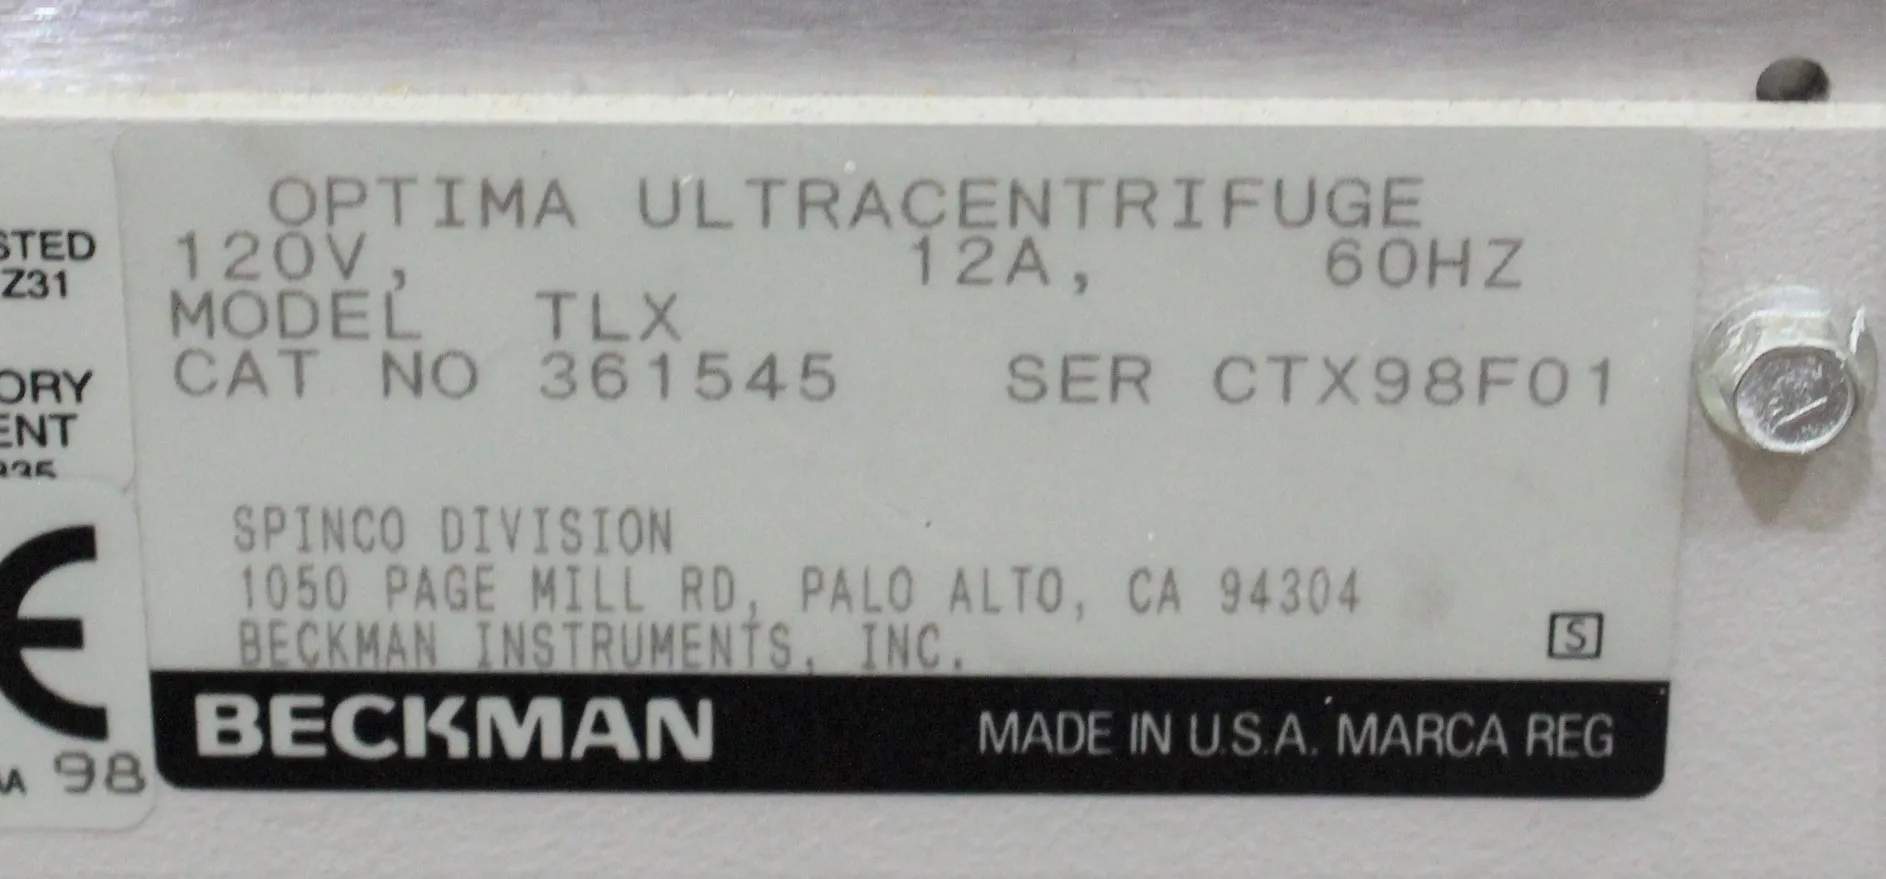 OPTIMA ULTRACENTRIFUGE
120V, 12A, 60HZ
MODEL TLX
CAT NO 361545 SER CTX98F01
SPINCO DIVISION
1050 PAGE MILL RD, PALO ALTO, CA 94304
BECKMAN INSTRUMENTS, INC.
S
BECKMAN MADE IN U.S.A. MARCA REG
STED
Z31
ORY
ENT
CE
98